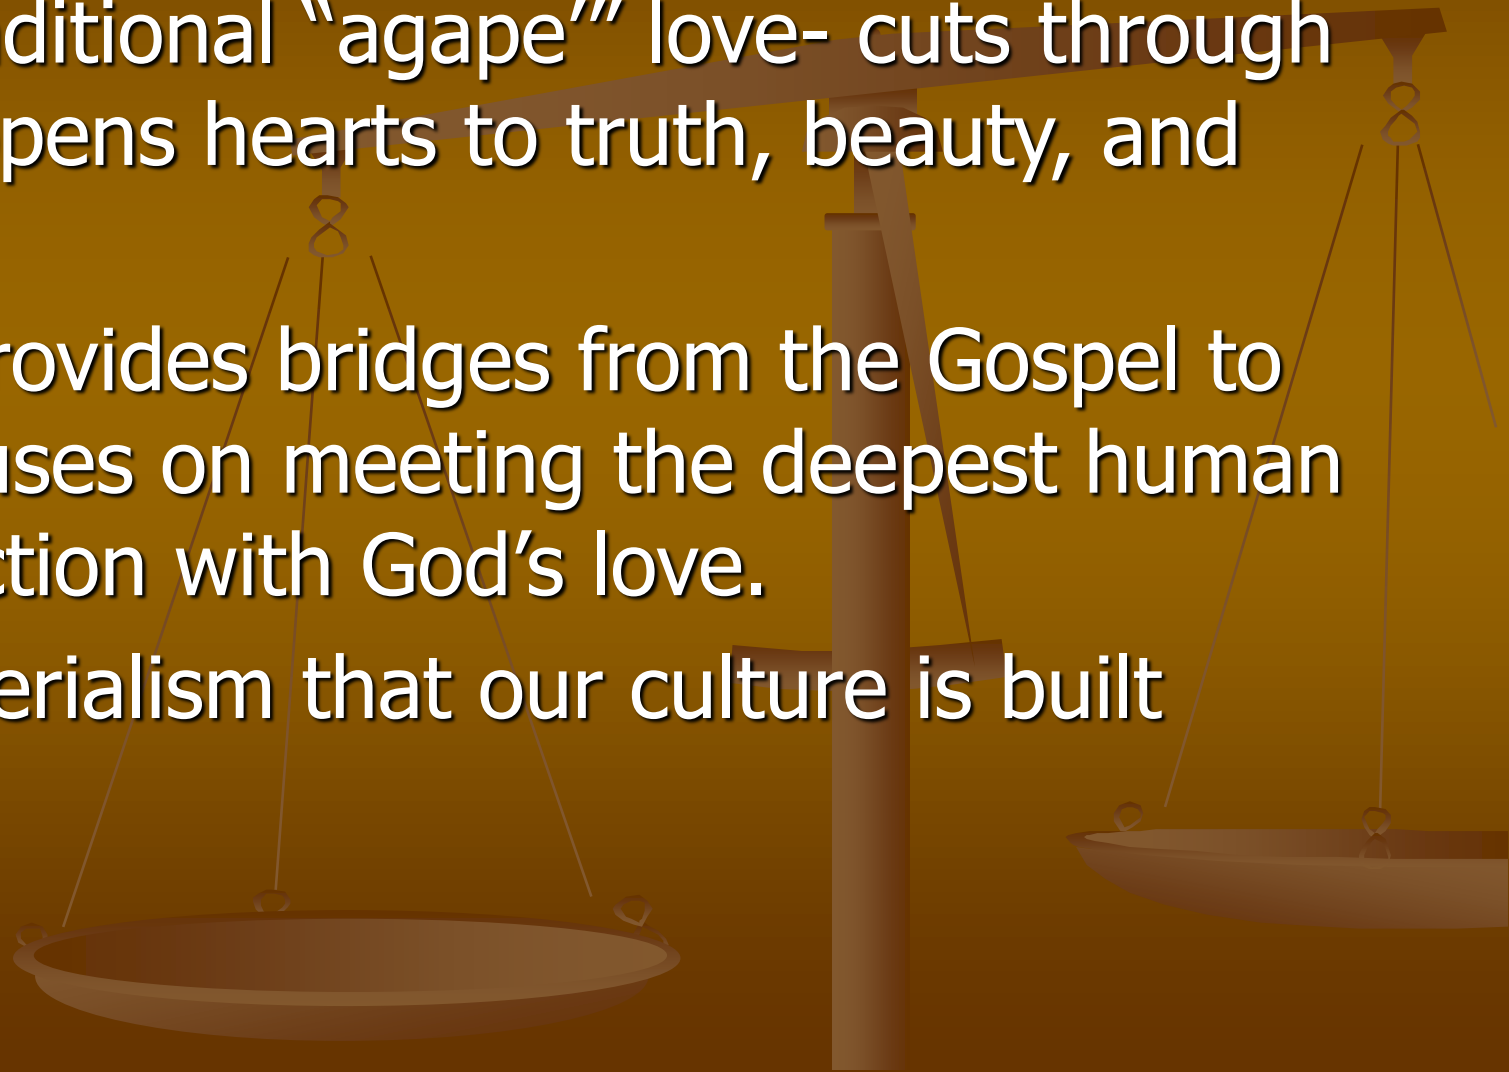 ditional “agape’” love- cuts through
pens hearts to truth, beauty, and
rovides bridges from the Gospel to
uses on meeting the deepest human
ction with God’s love.
erialism that our culture is built